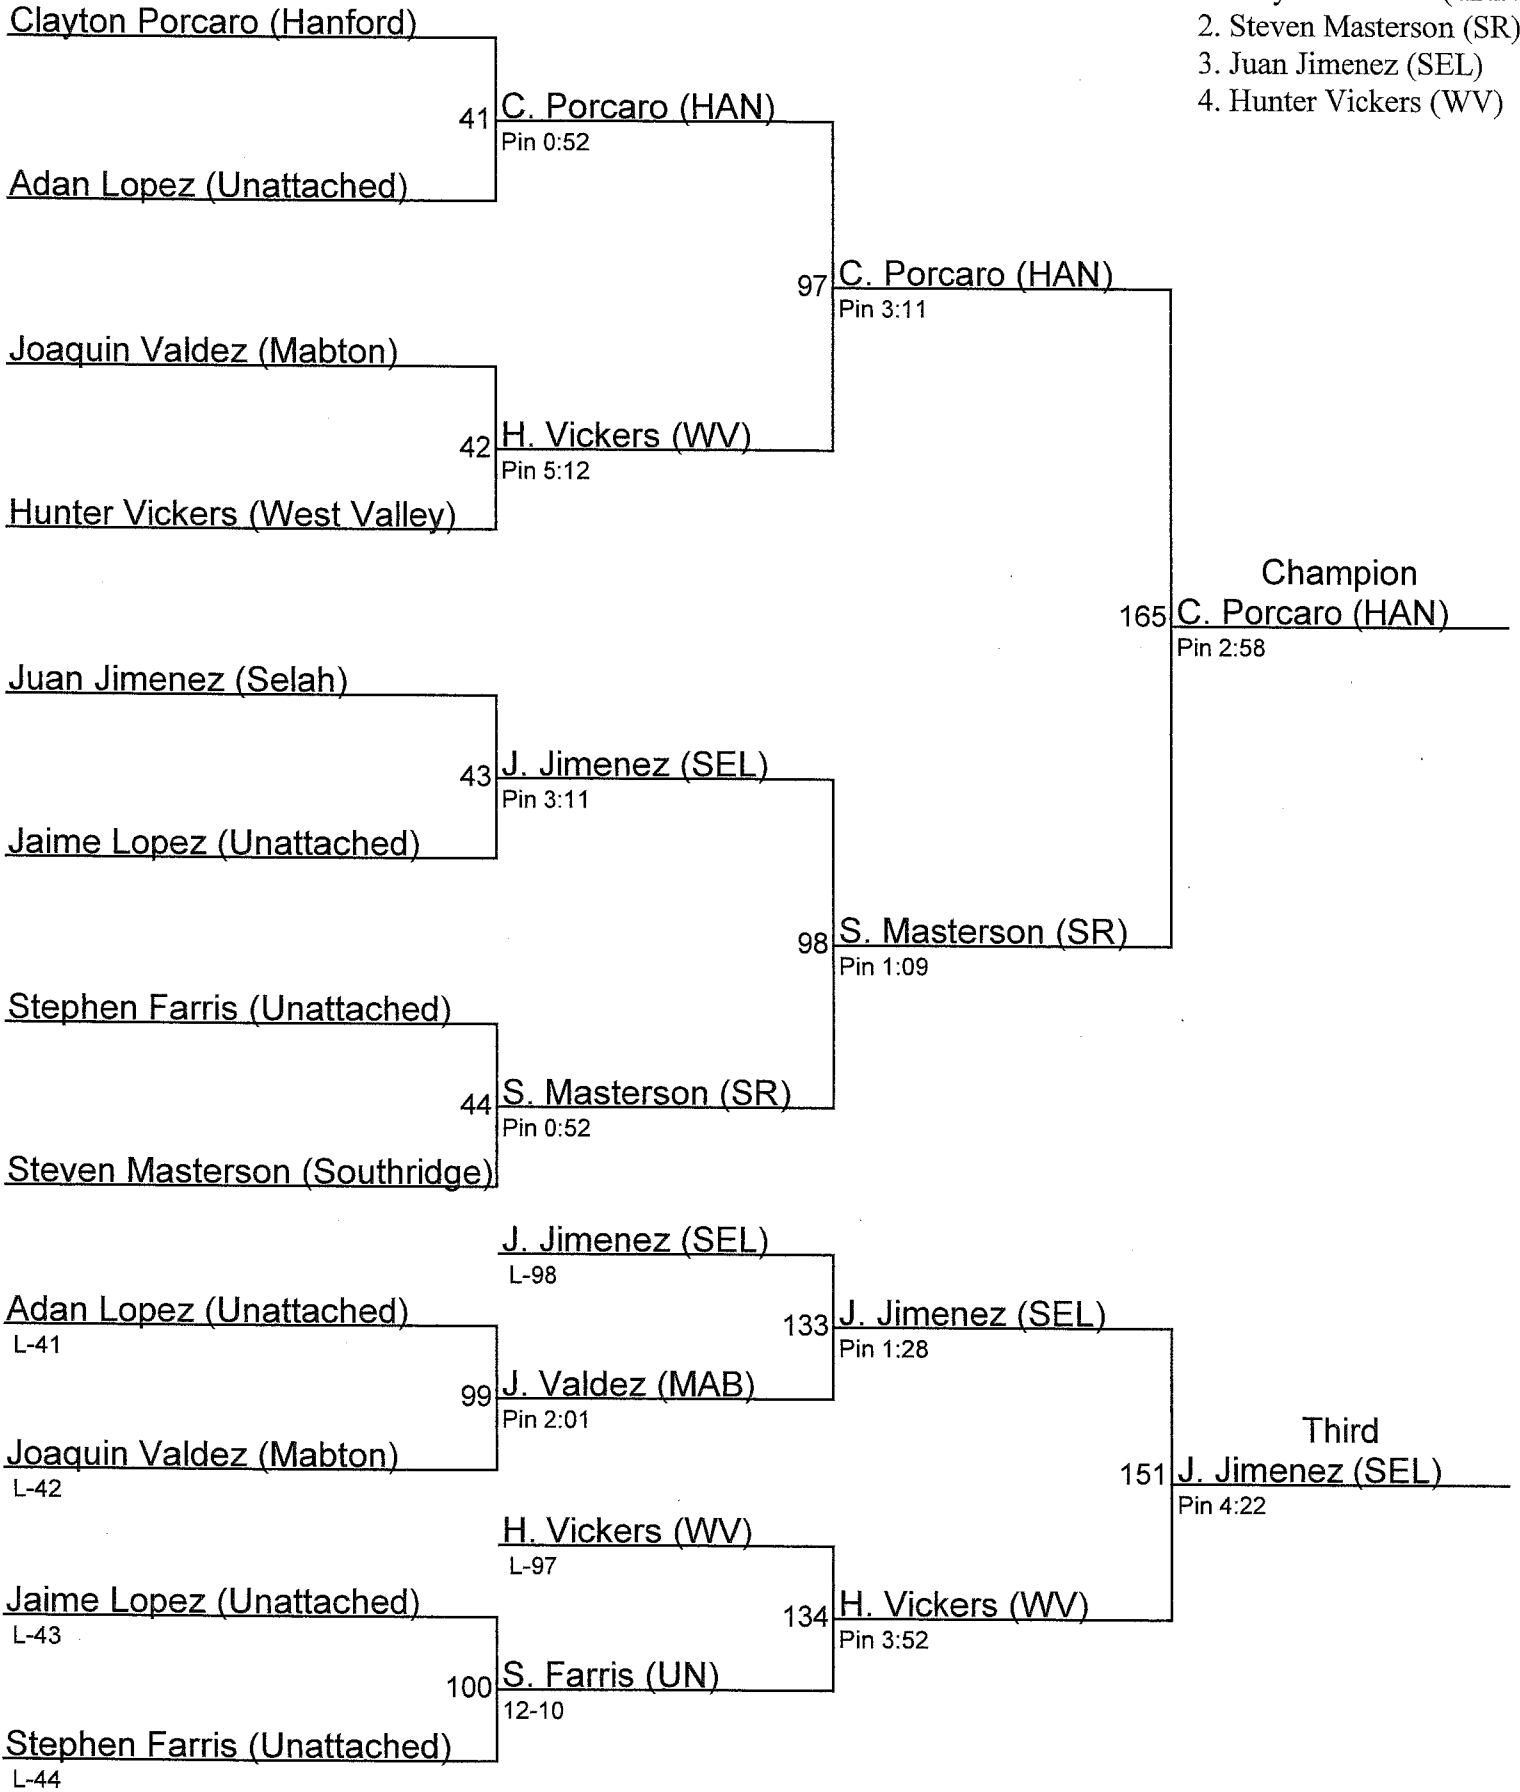 2. Steven Masterson (SR)
3. Juan Jimenez (SEL)
4. Hunter Vickers (WV)
Clayton Porcaro (Hanford)
41 C. Porcaro (HAN)
Pin 0:52
Adan Lopez (Unattached)
97 C. Porcaro (HAN)
Pin 3:11
Joaquin Valdez (Mabton)
42 H. Vickers (WV)
Pin 5:12
Hunter Vickers (West Valley)
Champion
165 C. Porcaro (HAN)
Pin 2:58
Juan Jimenez (Selah)
43 J. Jimenez (SEL)
Pin 3:11
Jaime Lopez (Unattached)
98 S. Masterson (SR)
Pin 1:09
Stephen Farris (Unattached)
44 S. Masterson (SR)
Pin 0:52
Steven Masterson (Southridge)
J. Jimenez (SEL)
L-98
Adan Lopez (Unattached)
L-41
133 J. Jimenez (SEL)
Pin 1:28
99 J. Valdez (MAB)
Pin 2:01
Joaquin Valdez (Mabton)
L-42
Third
151 J. Jimenez (SEL)
Pin 4:22
H. Vickers (WV)
L-97
Jaime Lopez (Unattached)
L-43
134 H. Vickers (WV)
Pin 3:52
100 S. Farris (UN)
12-10
Stephen Farris (Unattached)
L-44